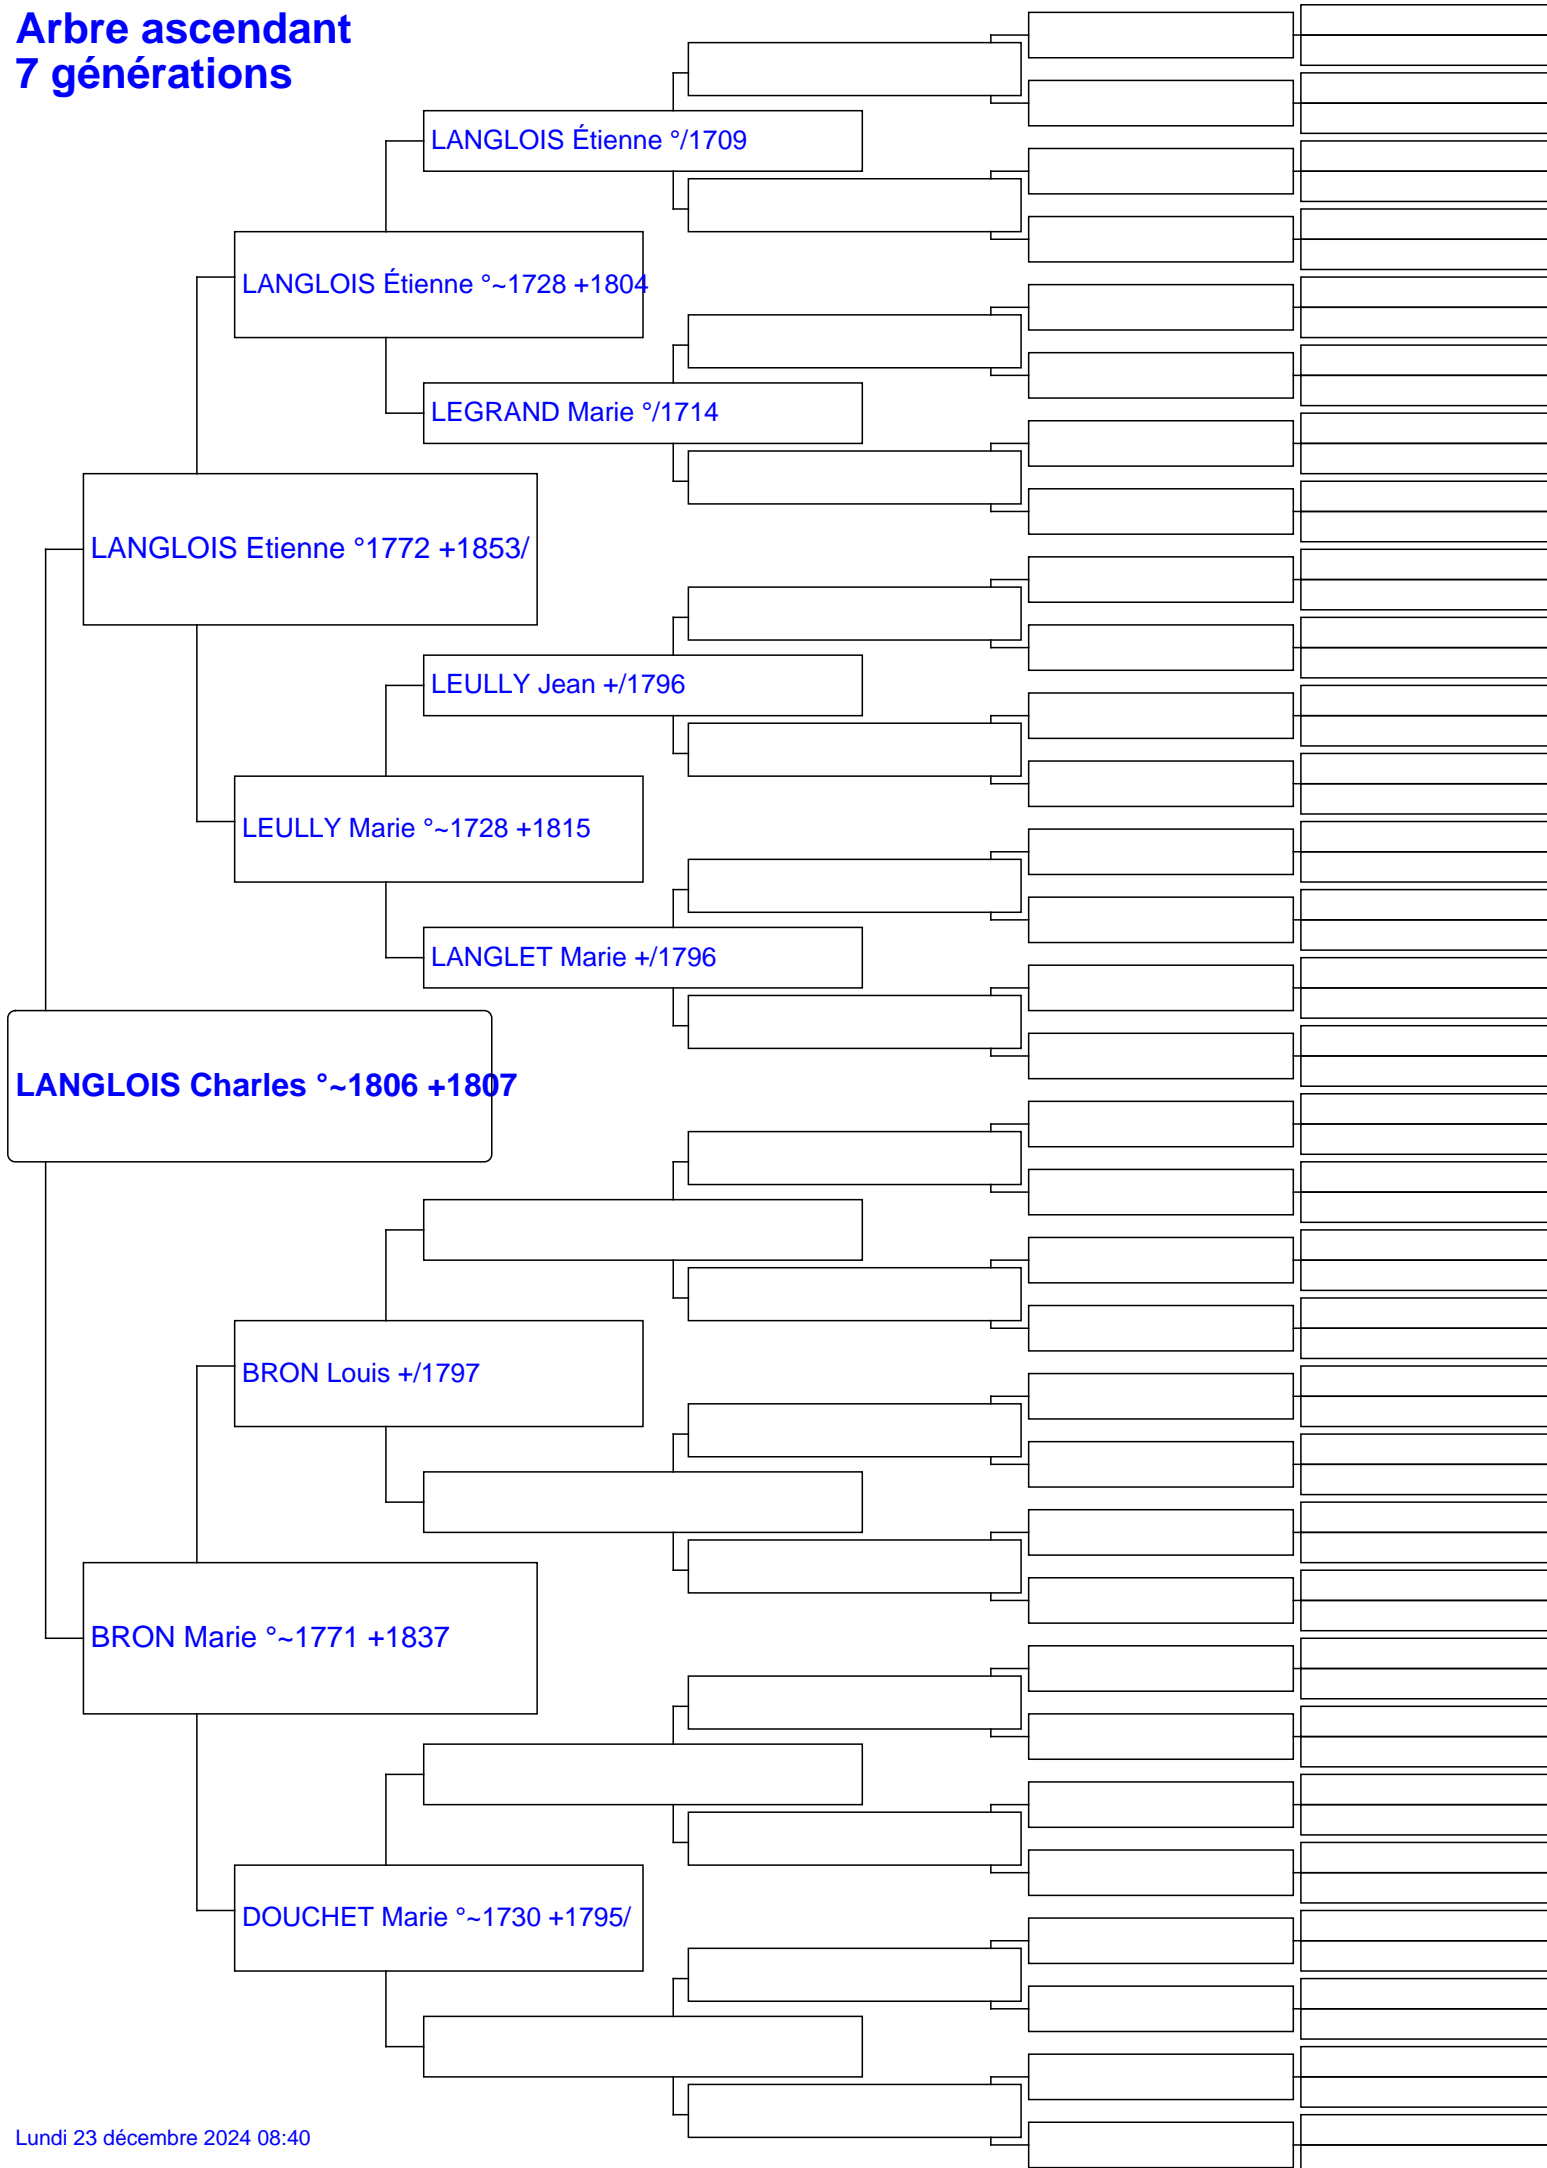 Arbre ascendant
7 générations
LANGLOIS Étienne °/1709
LANGLOIS Étienne °~1728 +1804
LEGRAND Marie °/1714
LANGLOIS Etienne °1772 +1853/
LEULLY Jean +/1796
LEULLY Marie °~1728 +1815
LANGLET Marie +/1796
LANGLOIS Charles °~1806 +1807
BRON Louis +/1797
BRON Marie °~1771 +1837
DOUCHET Marie °~1730 +1795/
Lundi 23 décembre 2024 08:40